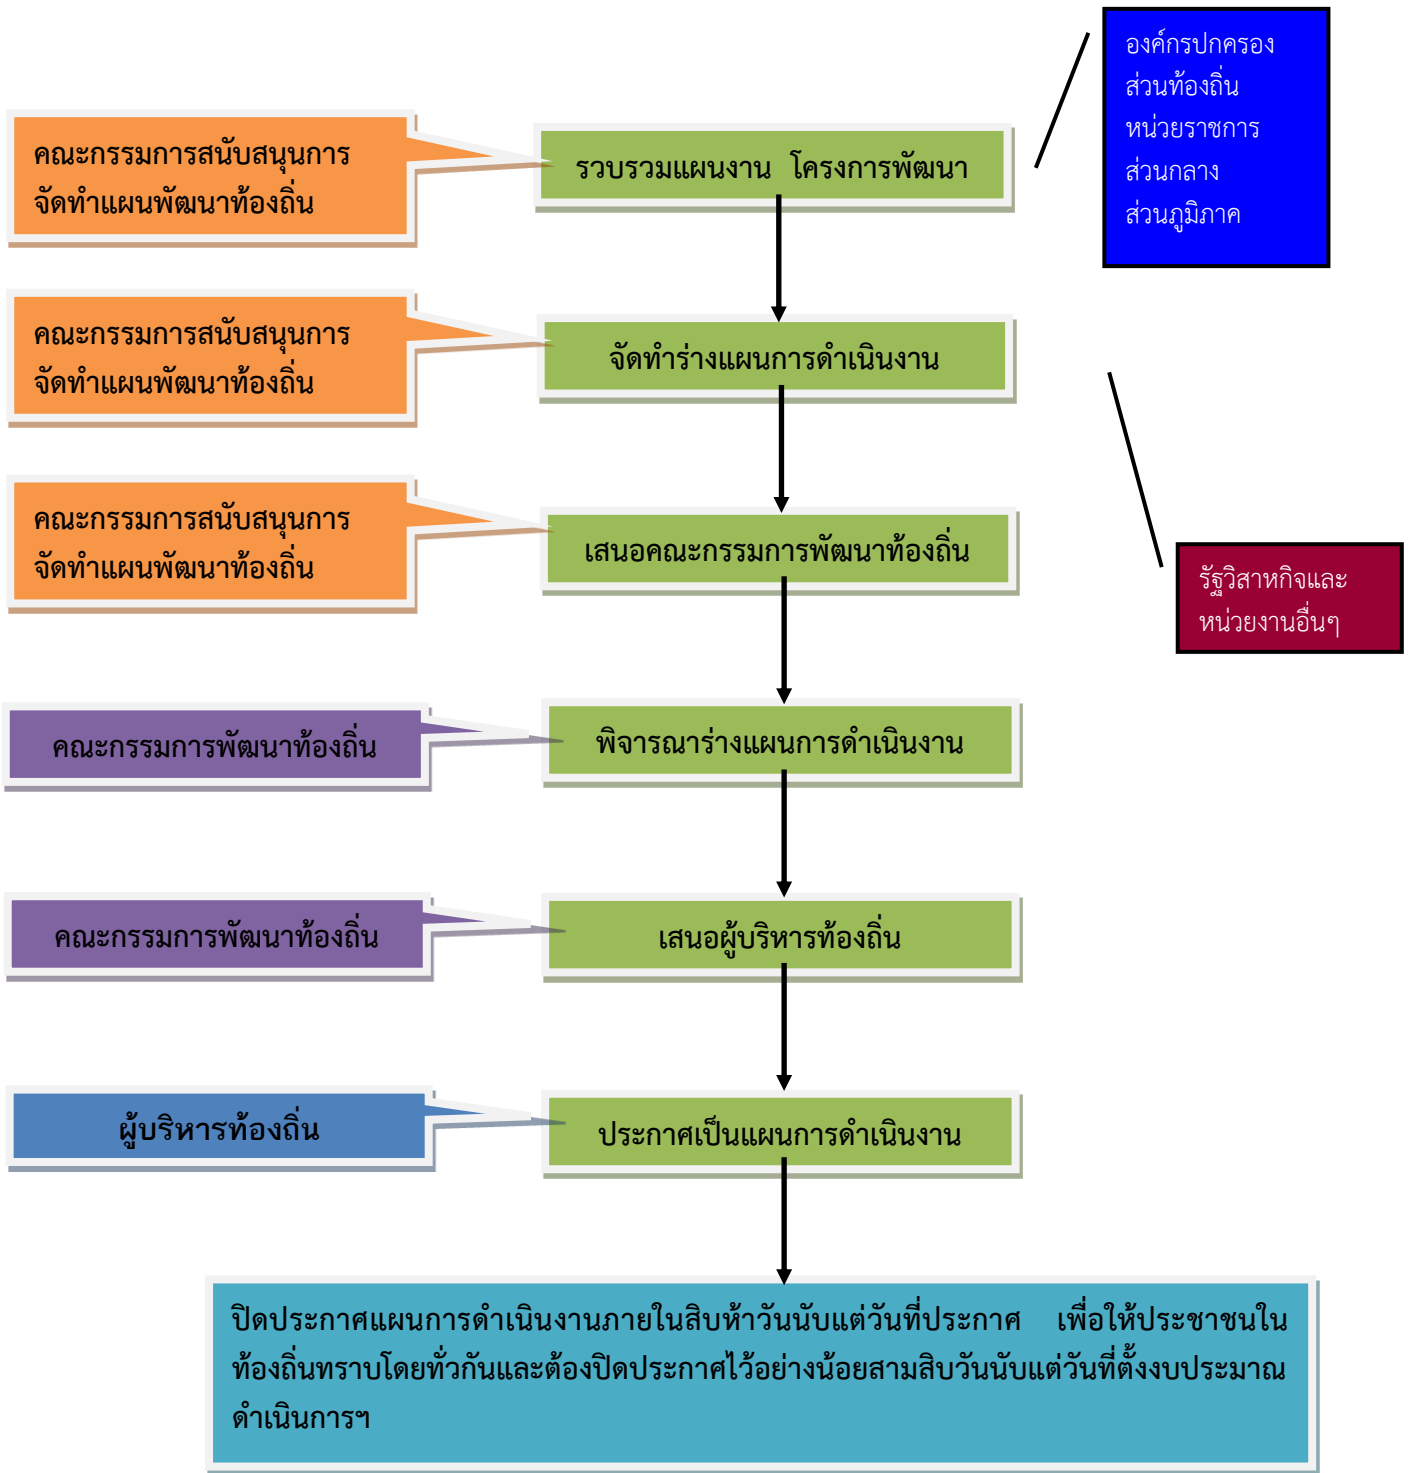 องค์กรปกครอง
ส่วนท้องถิ่น
หน่วยราชการ
ส่วนกลาง
ส่วนภูมิภาค
คณะกรรมการสนับสนุนการ
จัดทำแผนพัฒนาท้องถิ่น
รวบรวมแผนงาน โครงการพัฒนา
คณะกรรมการสนับสนุนการ
จัดทำแผนพัฒนาท้องถิ่น
จัดทำร่างแผนการดำเนินงาน
คณะกรรมการสนับสนุนการ
จัดทำแผนพัฒนาท้องถิ่น
เสนอคณะกรรมการพัฒนาท้องถิ่น
รัฐวิสาหกิจและ
หน่วยงานอื่นๆ
คณะกรรมการพัฒนาท้องถิ่น
พิจารณาร่างแผนการดำเนินงาน
คณะกรรมการพัฒนาท้องถิ่น
เสนอผู้บริหารท้องถิ่น
ผู้บริหารท้องถิ่น
ประกาศเป็นแผนการดำเนินงาน
ปิดประกาศแผนการดำเนินงานภายในสิบห้าวันนับแต่วันที่ประกาศ เพื่อให้ประชาชนใน
ท้องถิ่นทราบโดยทั่วกันและต้องปิดประกาศไว้อย่างน้อยสามสิบวันนับแต่วันที่ตั้งงบประมาณ
ดำเนินการฯ